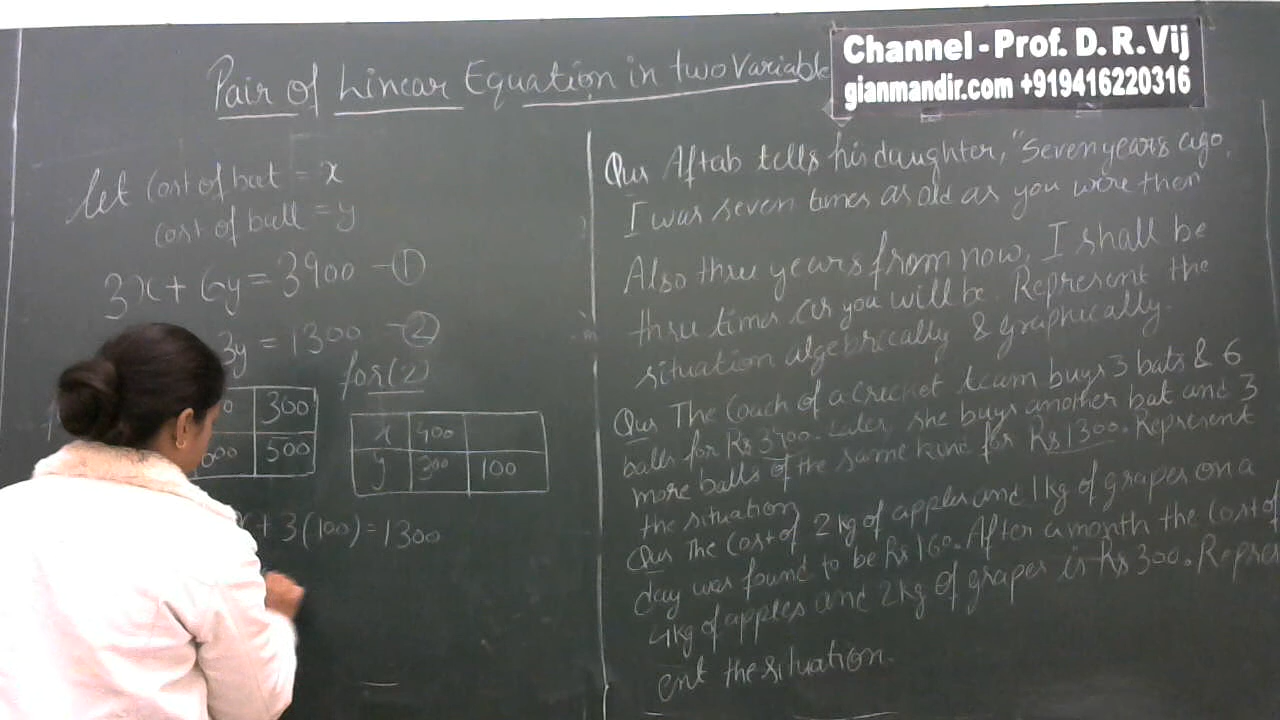 Pair of Linear Equation in two Variable
Channel - Prof. D. R. Vij
gianmandir.com +919416220316
let cost of bat = x
cost of ball = y
3x + 6y = 3900 - ①
3y = 1300 - ②
for (2)
300
600 500
x 400
y 300 100
x + 3(100) = 1300
Que Aftab tells his daughter, "Seven years ago,
I was seven times as old as you were then
Also three years from now, I shall be
three times as you will be. Represent the
situation algebrically & graphically.
Que The Coach of a cricket team buys 3 bats & 6
balls for Rs 3900. Later she buys another bat and 3
more balls of the same kind for Rs 1300. Represent
the situation
Que The Cost of 2 kg of apples and 1 kg of grapes on a
day was found to be Rs 160. After a month the cost of
4kg of apples and 2kg of grapes is Rs 300. Repres
ent the situation.